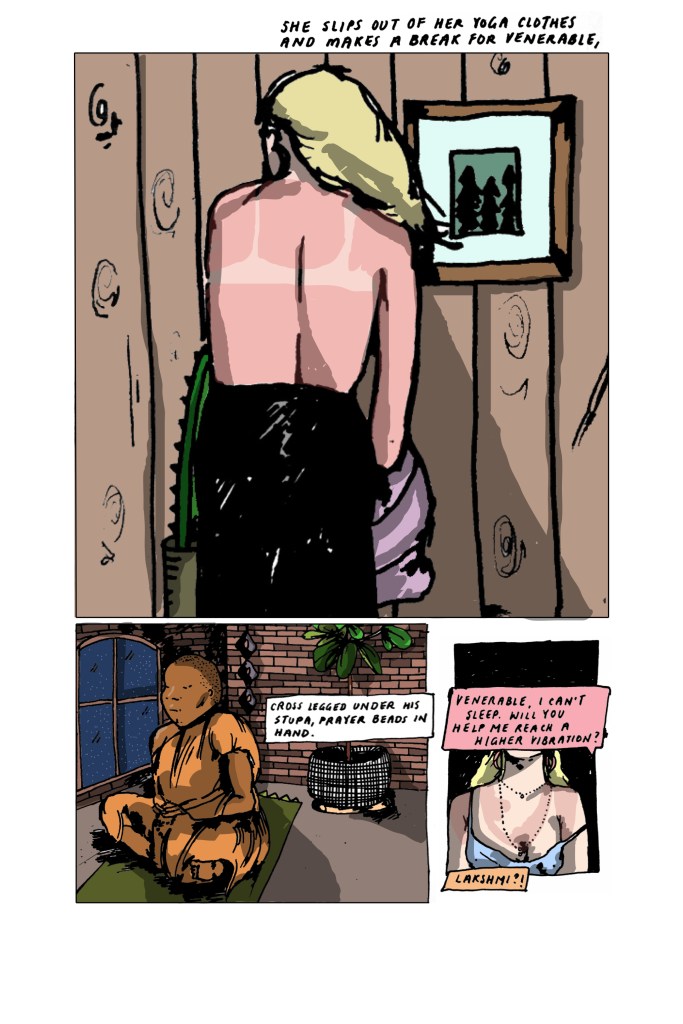 SHE SLIPS OUT OF HER YOGA CLOTHES
AND MAKES A BREAK FOR VENERABLE,
CROSS LEGGED UNDER HIS
STUPA, PRAYER BEADS IN
HAND.
VENERABLE, I CAN'T
SLEEP. WILL YOU
HELP ME REACH A
HIGHER VIBRATION?
LAKSHMI?!